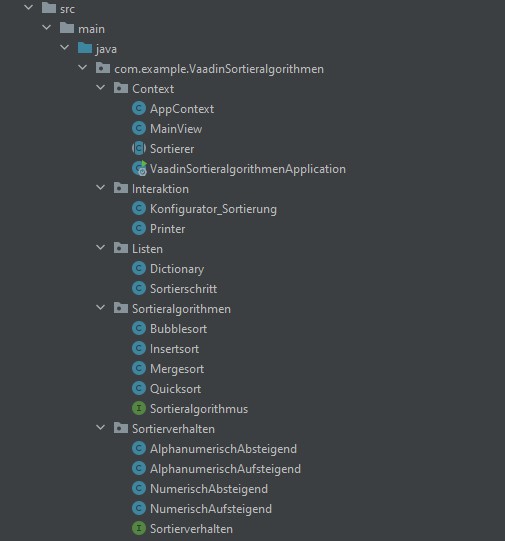 src
main
java
com.example.VaadinSortieralgorithmen
Context
AppContext
MainView
Sortierer
VaadinSortieralgorithmenApplication
Interaktion
Konfigurator_Sortierung
Printer
Listen
Dictionary
Sortierschritt
Sortieralgorithmen
Bubblesort
Insertsort
Mergesort
Quicksort
Sortieralgorithmus
Sortierverhalten
AlphanumerischAbsteigend
AlphanumerischAufsteigend
NumerischAbsteigend
NumerischAufsteigend
Sortierverhalten